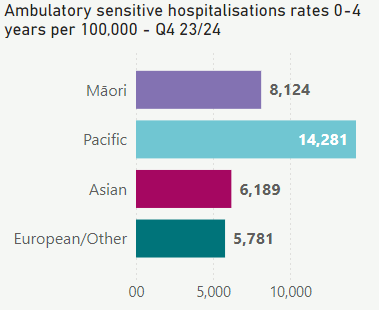 Ambulatory sensitive hospitalisations rates 0-4
years per 100,000 - Q4 23/24
Māori 8,124
Pacific 14,281
Asian 6,189
European/Other 5,781
00 5,000 10,000